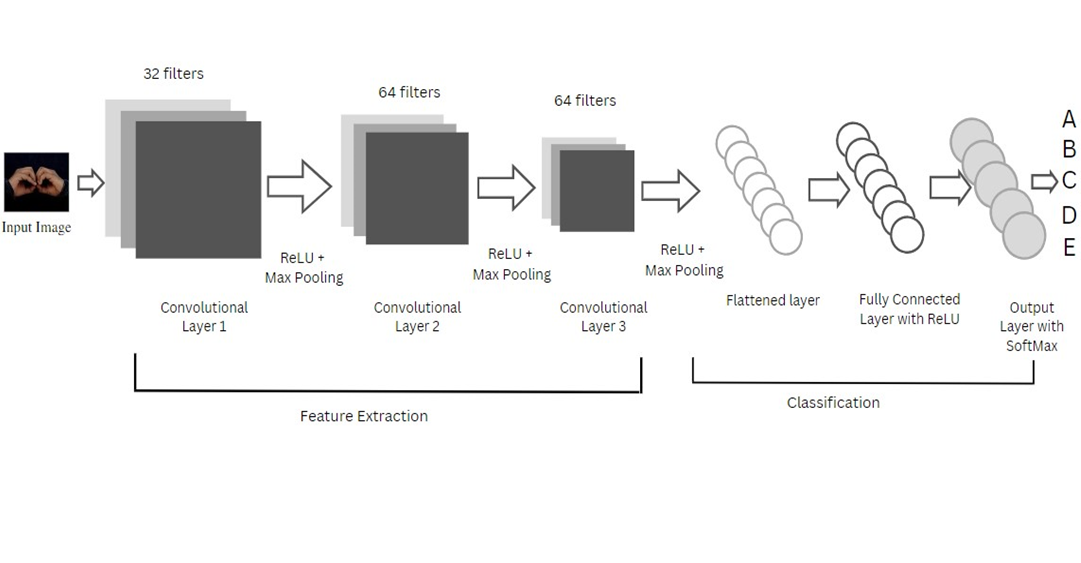 32 filters
64 filters
64 filters
Input Image
A
B
C
D
E
ReLU +
Max Pooling
ReLU +
Max Pooling
ReLU +
Max Pooling
Convolutional
Layer 1
Convolutional
Layer 2
Convolutional
Layer 3
Flattened layer
Fully Connected
Layer with ReLU
Output
Layer with
SoftMax
Feature Extraction
Classification